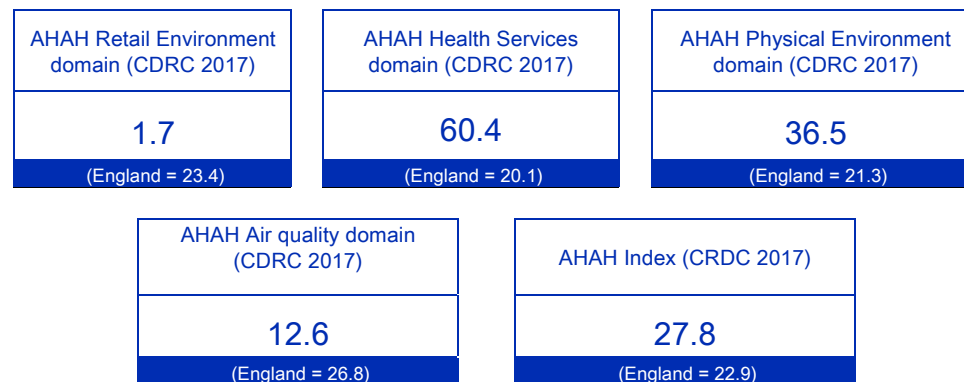 AHAH Retail Environment
domain (CDRC 2017)
1.7
(England = 23.4)
AHAH Health Services
domain (CDRC 2017)
60.4
(England = 20.1)
AHAH Physical Environment
domain (CDRC 2017)
36.5
(England = 21.3)
AHAH Air quality domain
(CDRC 2017)
12.6
(England = 26.8)
AHAH Index (CRDC 2017)
27.8
(England = 22.9)